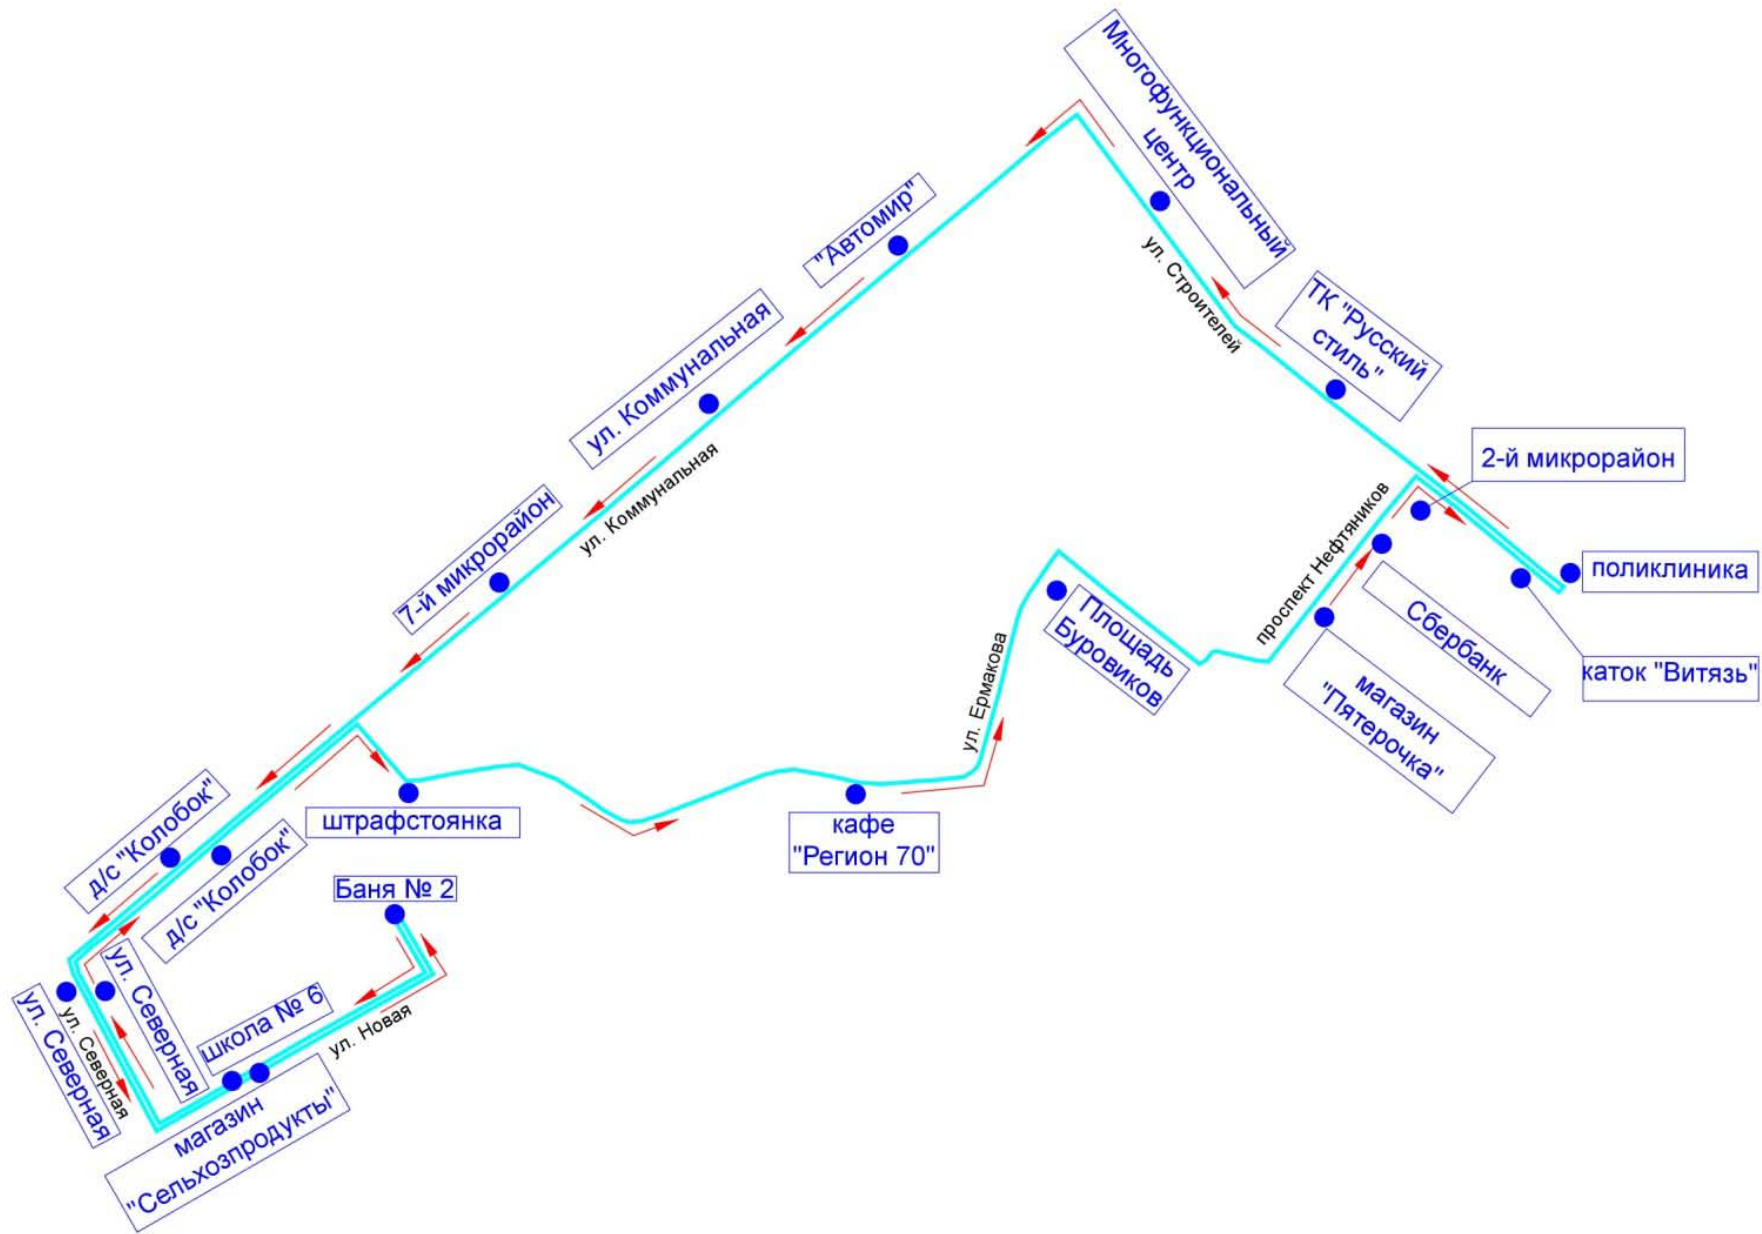 Многофункциональный
центр
"Автомир"
ул. Строителей
ТК "Русский
стиль"
ул. Коммунальная
ул. Коммунальная
2-й микрорайон
7-й микрорайон
проспект Нефтяников
поликлиника
Сбербанк
каток "Витязь"
Площадь
Буровиков
магазин
"Пятерочка"
ул. Ермакова
штрафстоянка
кафе
"Регион 70"
д/с "Колобок"
д/с "Колобок"
Баня № 2
ул. Северная
ул. Северная
ул. Северная
школа № 6
ул. Новая
магазин
"Сельхозпродукты"